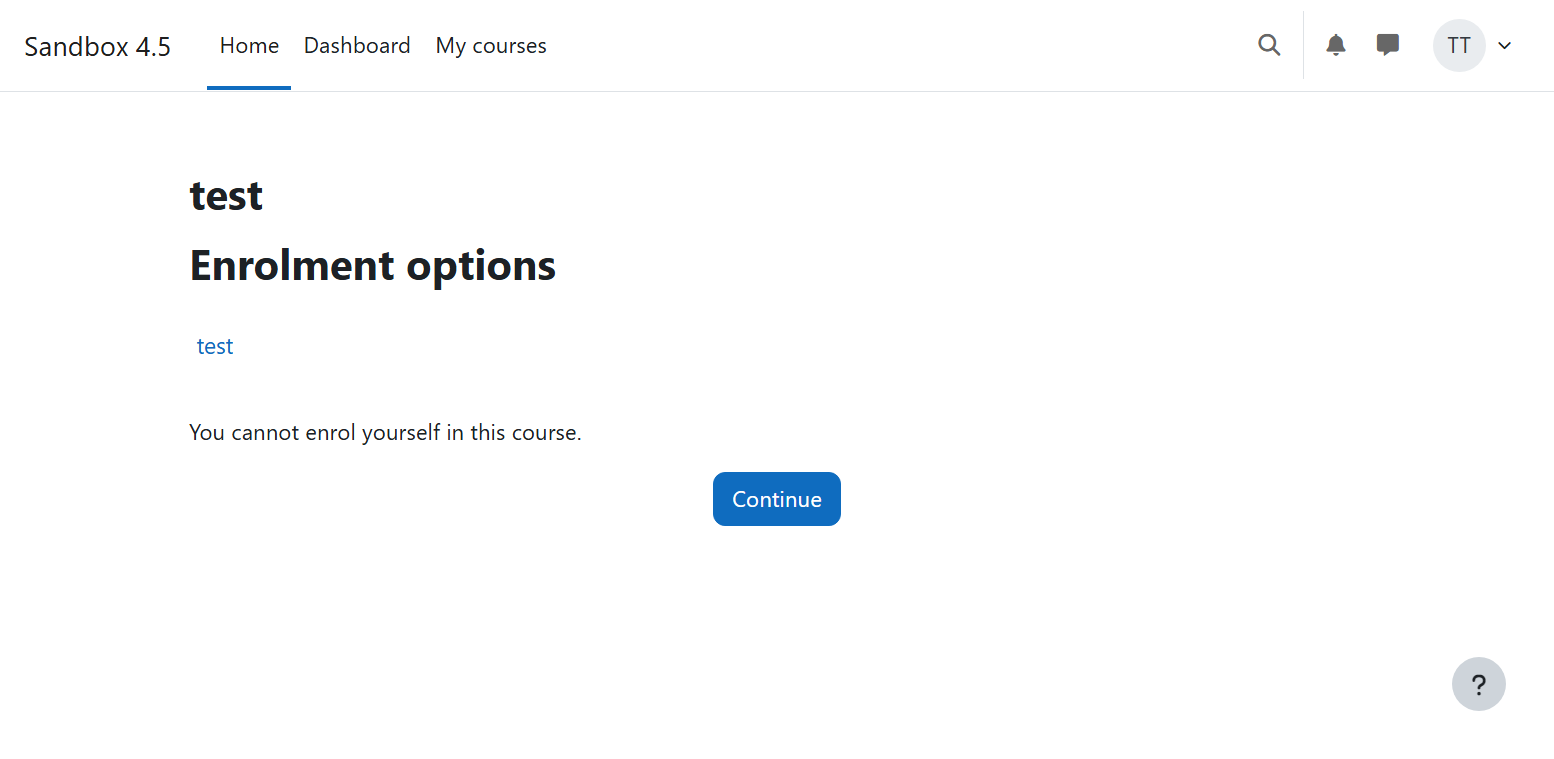 Sandbox 4.5 Home Dashboard My courses TT
test
Enrolment options
test
You cannot enrol yourself in this course.
Continue
?